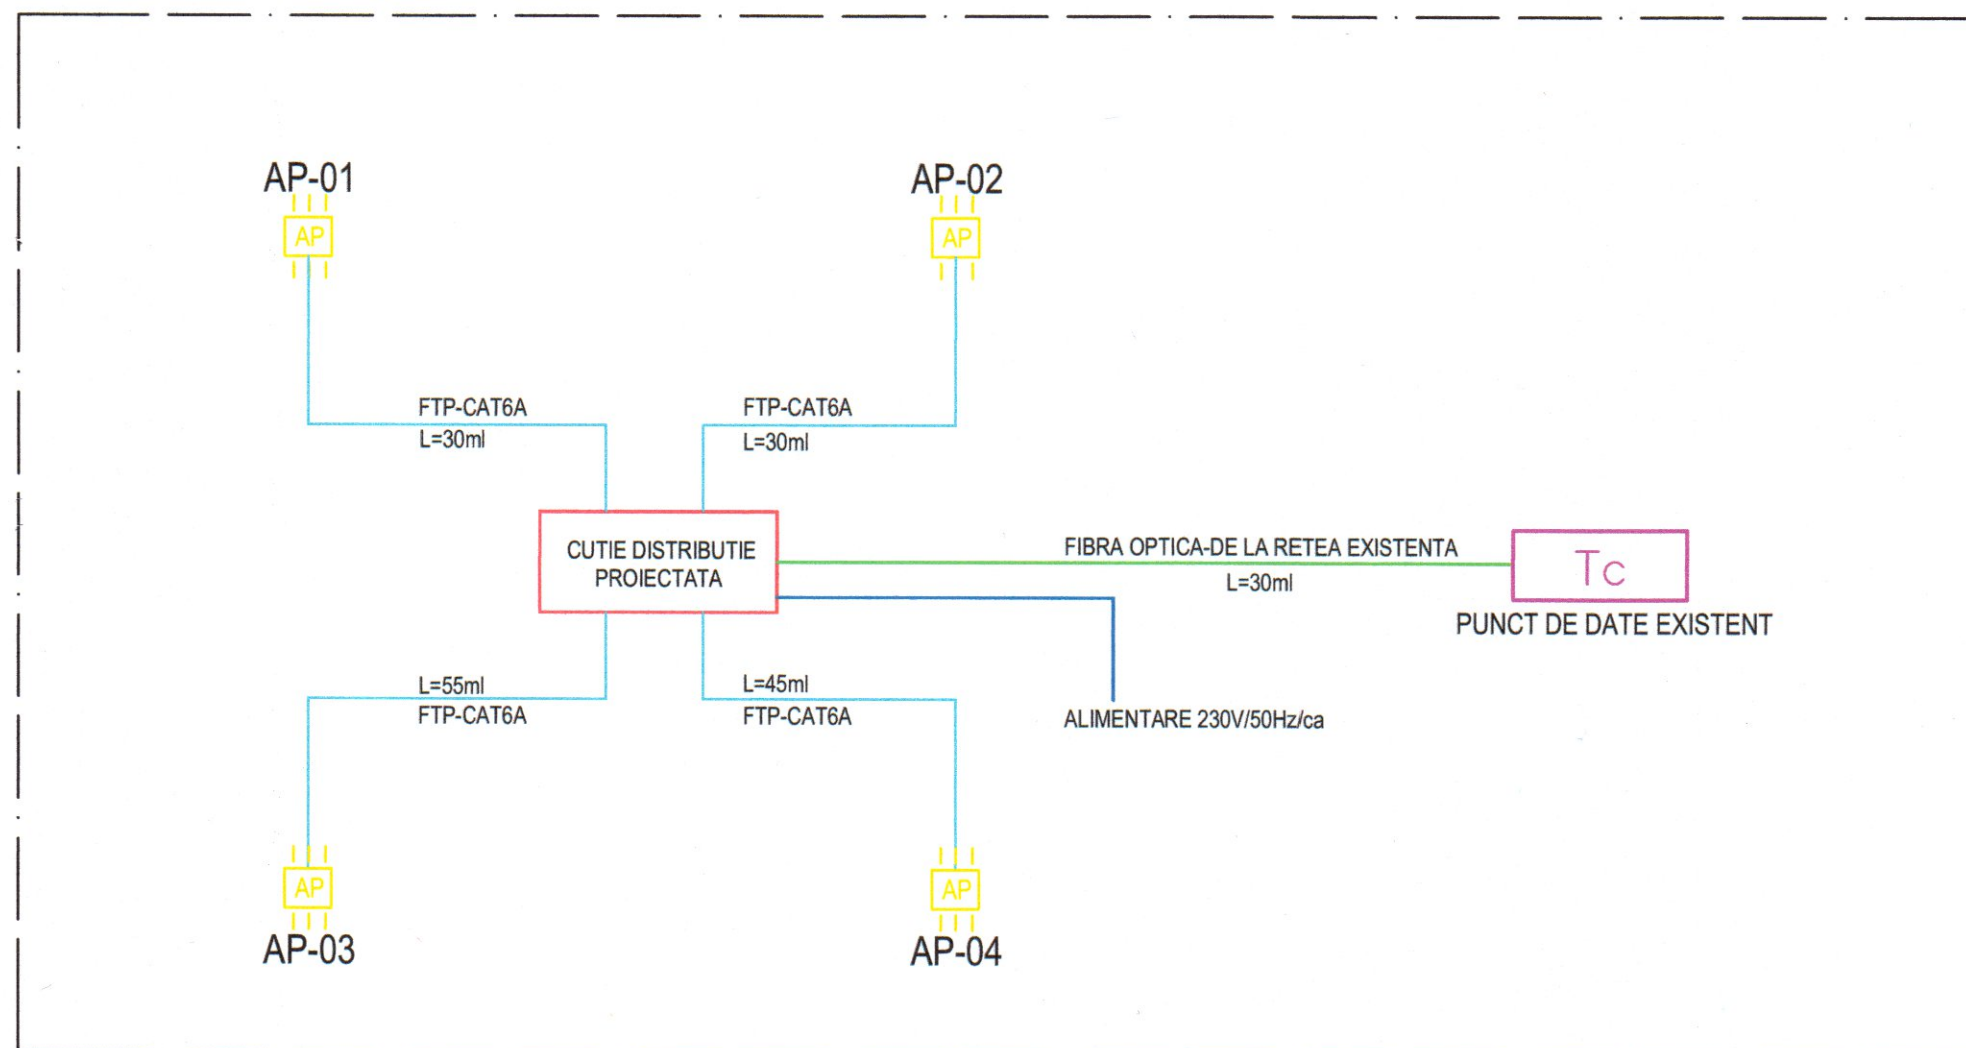 AP-01
AP-02
AP
AP
FTP-CAT6A
L=30ml
FTP-CAT6A
L=30ml
CUTIE DISTRIBUTIE
PROIECTATA
FIBRA OPTICA-DE LA RETEA EXISTENTA
L=30ml
Tc
PUNCT DE DATE EXISTENT
L=55ml
FTP-CAT6A
L=45ml
FTP-CAT6A
ALIMENTARE 230V/50Hz/ca
AP
AP
AP-03
AP-04